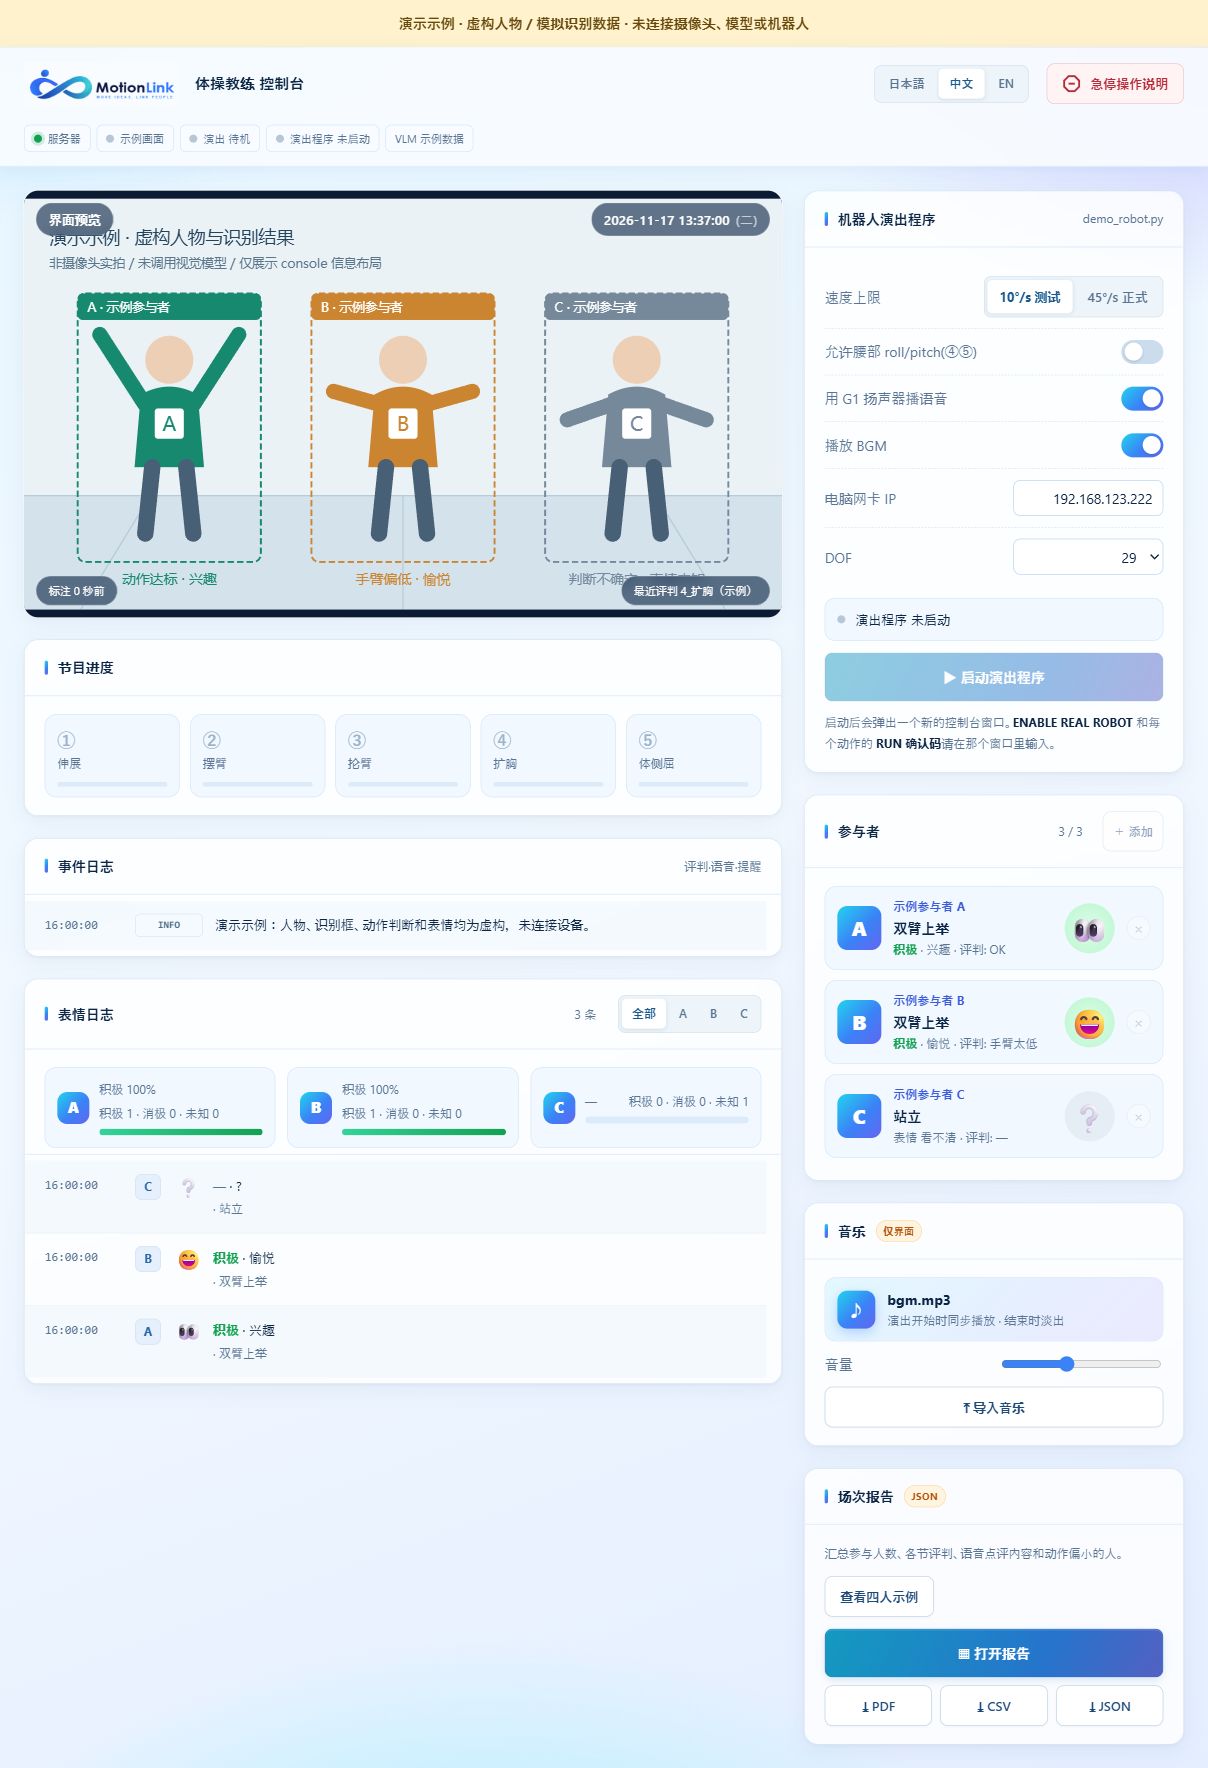 演示示例 · 虚构人物 / 模拟识别数据 · 未连接摄像头、模型或机器人
MotionLink
MAKE IDEAS. LINK PEOPLE.
体操教练 控制台
日本語 中文 EN
急停操作说明
服务器
示例画面
演出 待机
演出程序 未启动
VLM 示例数据
界面预览
2026-11-17 13:37:00 (二)
演示示例 · 虚构人物与识别结果
非摄像头实拍 / 未调用视觉模型 / 仅展示 console 信息布局
A · 示例参与者
B · 示例参与者
C · 示例参与者
A
B
C
动作达标 · 兴趣
手臂偏低 · 愉悦
判断不确定
标注 0 秒前
最近评判 4_扩胸（示例）
节目进度
①
伸展
②
摆臂
③
抡臂
④
扩胸
⑤
体侧屈
事件日志
评判·语音·提醒
16:00:00 INFO 演示示例：人物、识别框、动作判断和表情均为虚构，未连接设备。
表情日志
3 条
全部 A B C
A
积极 100%
积极 1 · 消极 0 · 未知 0
B
积极 100%
积极 1 · 消极 0 · 未知 0
C
— 积极 0 · 消极 0 · 未知 1
16:00:00 C — · ?
· 站立
16:00:00 B 积极 · 愉悦
· 双臂上举
16:00:00 A 积极 · 兴趣
· 双臂上举
机器人演出程序
demo_robot.py
速度上限 10°/s 测试 45°/s 正式
允许腰部 roll/pitch(④⑤)
用 G1 扬声器播语音
播放 BGM
电脑网卡 IP 192.168.123.222
DOF 29
演出程序 未启动
▶ 启动演出程序
启动后会弹出一个新的控制台窗口。ENABLE REAL ROBOT 和每
个动作的 RUN 确认码请在那个窗口里输入。
参与者
3 / 3
＋ 添加
A
示例参与者 A
双臂上举
积极 · 兴趣 · 评判: OK
×
B
示例参与者 B
双臂上举
积极 · 愉悦 · 评判: 手臂太低
×
C
示例参与者 C
站立
表情 看不清 · 评判: —
×
音乐 仅界面
bgm.mp3
演出开始时同步播放 · 结束时淡出
音量
⤒导入音乐
场次报告 JSON
汇总参与人数、各节评判、语音点评内容和动作偏小的人。
查看四人示例
▦ 打开报告
⤓PDF
⤓CSV
⤓JSON